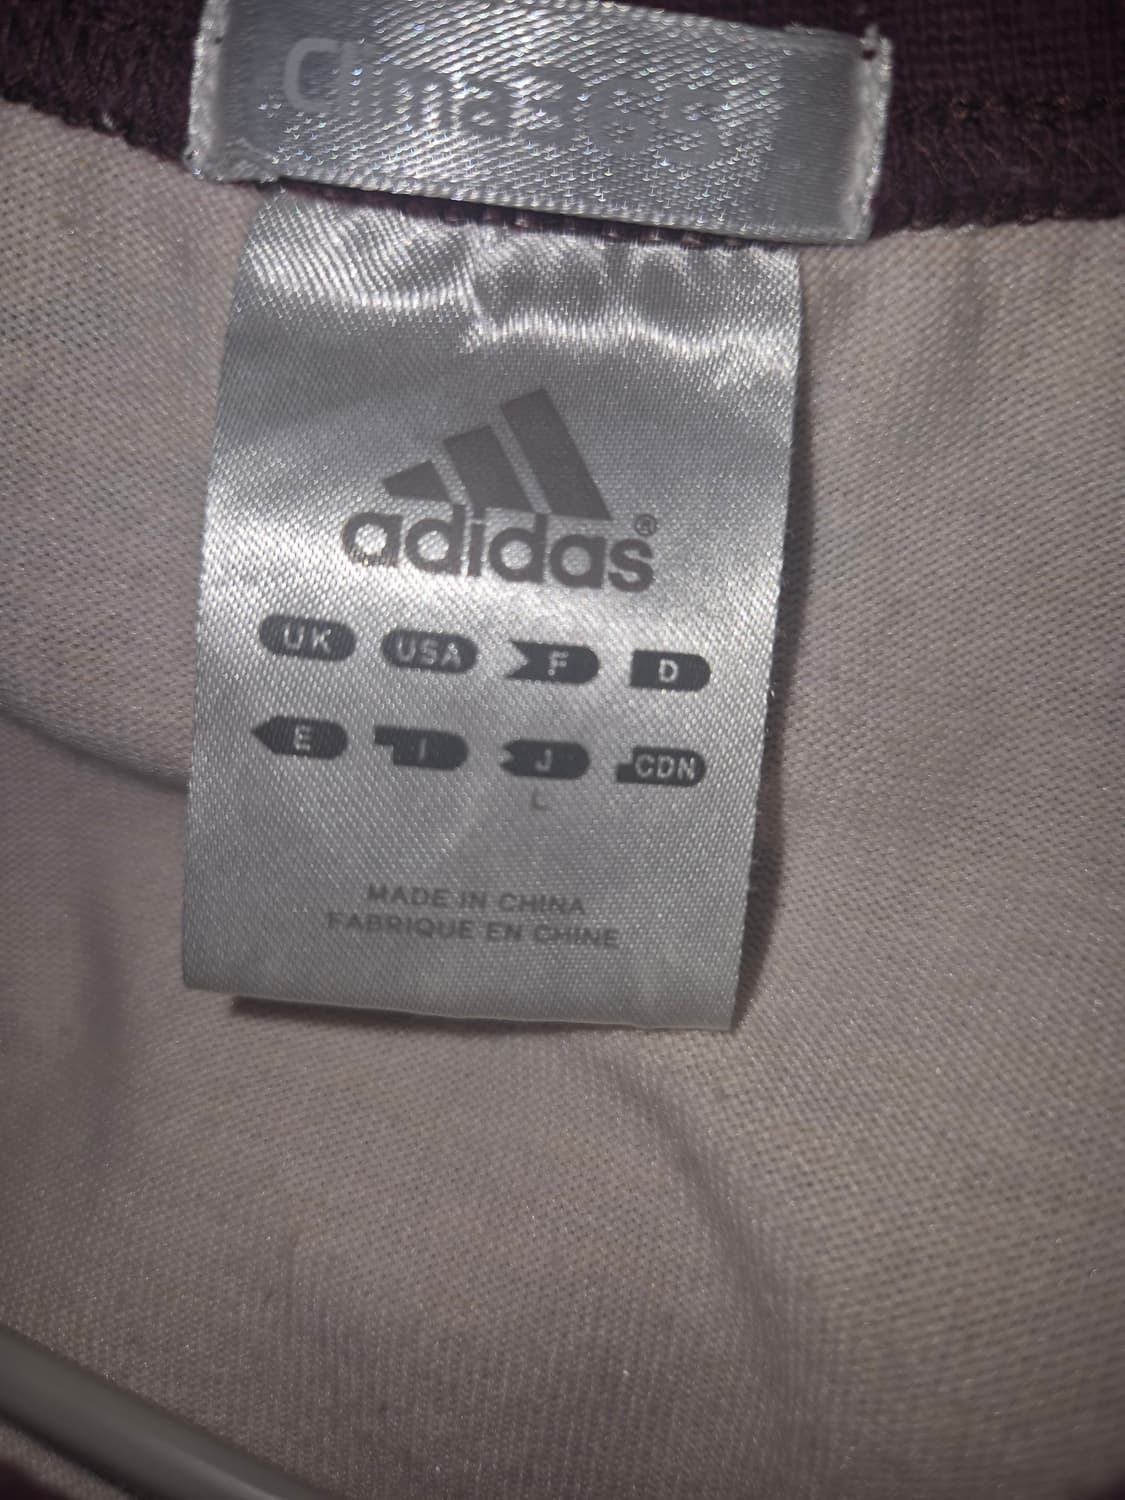 Clima365
adidas®
UK USA F D
E I J CDN
L
MADE IN CHINA
FABRIQUE EN CHINE